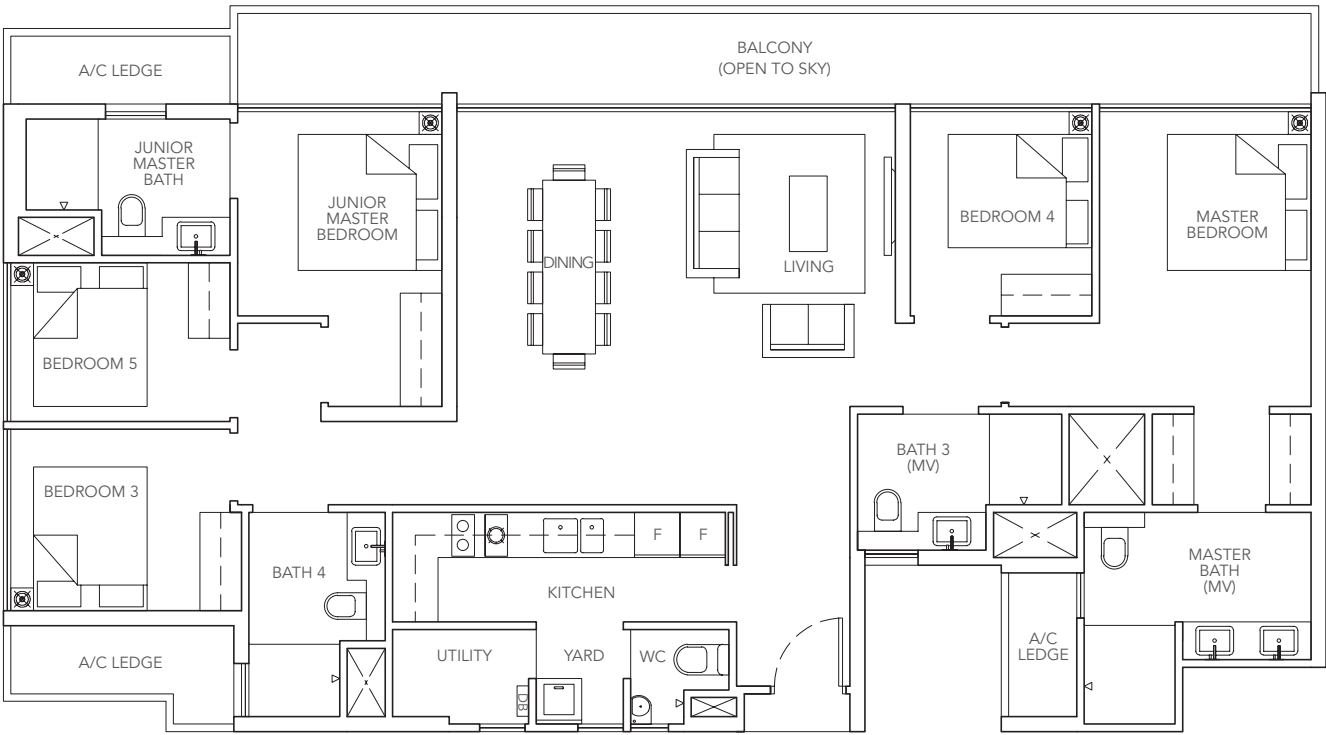 BALCONY
(OPEN TO SKY)
A/C LEDGE
JUNIOR
MASTER
BATH
JUNIOR
MASTER
BEDROOM
DINING
LIVING
BEDROOM 4
MASTER
BEDROOM
BEDROOM 5
BEDROOM 3
BATH 4
KITCHEN
F
F
BATH 3
(MV)
MASTER
BATH
(MV)
A/C LEDGE
UTILITY
DB
YARD
WC
A/C
LEDGE